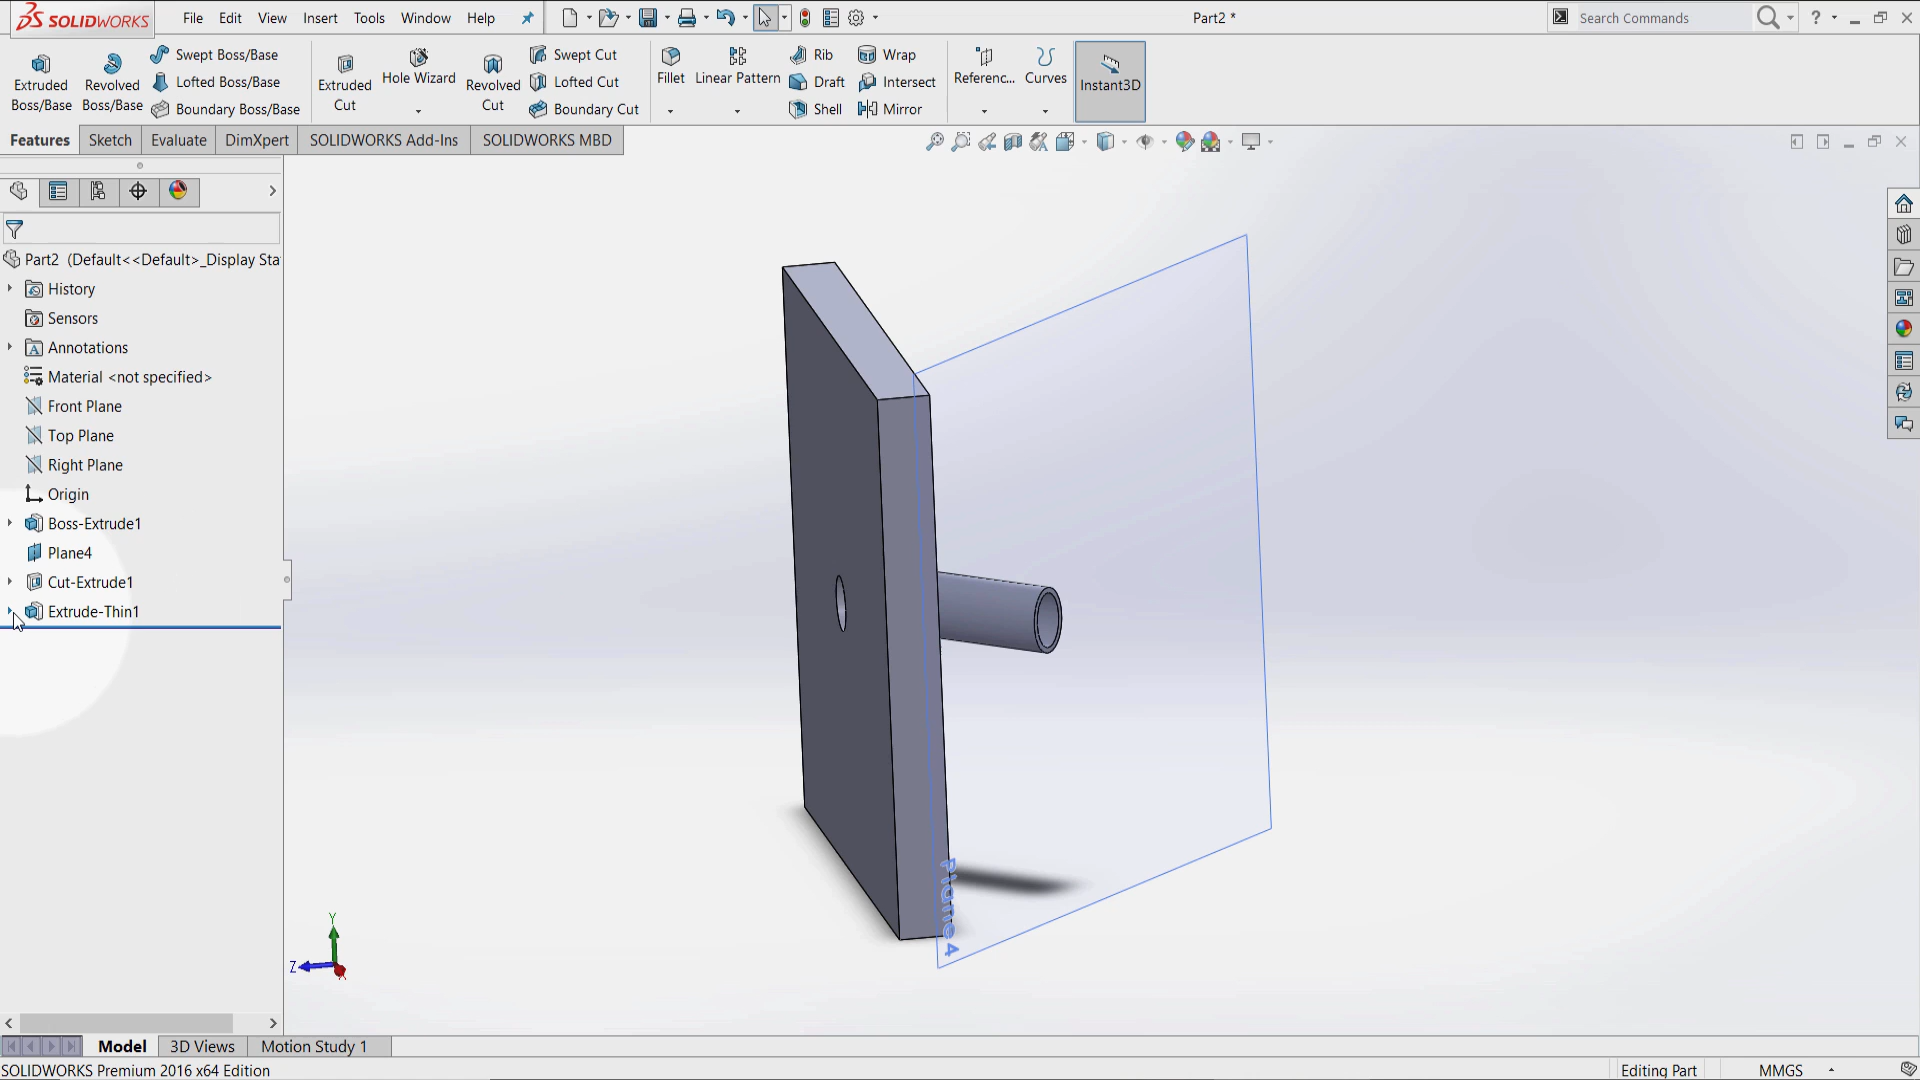 SOLIDWORKS File Edit View Insert Tools Window Help Part2 * Search Commands ?
Extruded Boss/Base
Revolved Boss/Base
Swept Boss/Base
Lofted Boss/Base
Boundary Boss/Base
Extruded Cut
Hole Wizard
Revolved Cut
Swept Cut
Lofted Cut
Boundary Cut
Fillet
Linear Pattern
Rib
Draft
Shell
Wrap
Intersect
Mirror
Referenc...
Curves
Instant3D
Features Sketch Evaluate DimXpert SOLIDWORKS Add-Ins SOLIDWORKS MBD
Part2 (Default<<Default>_Display Sta
History
Sensors
Annotations
Material <not specified>
Front Plane
Top Plane
Right Plane
Origin
Boss-Extrude1
Plane4
Cut-Extrude1
Extrude-Thin1
Plane4
Y
Z
X
Model 3D Views Motion Study 1
SOLIDWORKS Premium 2016 x64 Edition Editing Part MMGS